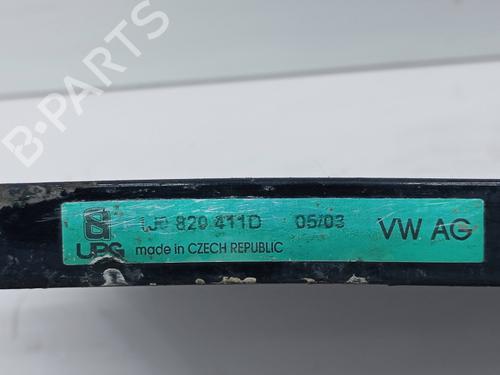 B-PARTS
1J0 820 411D 05/03 VW AG
UPG made in CZECH REPUBLIC